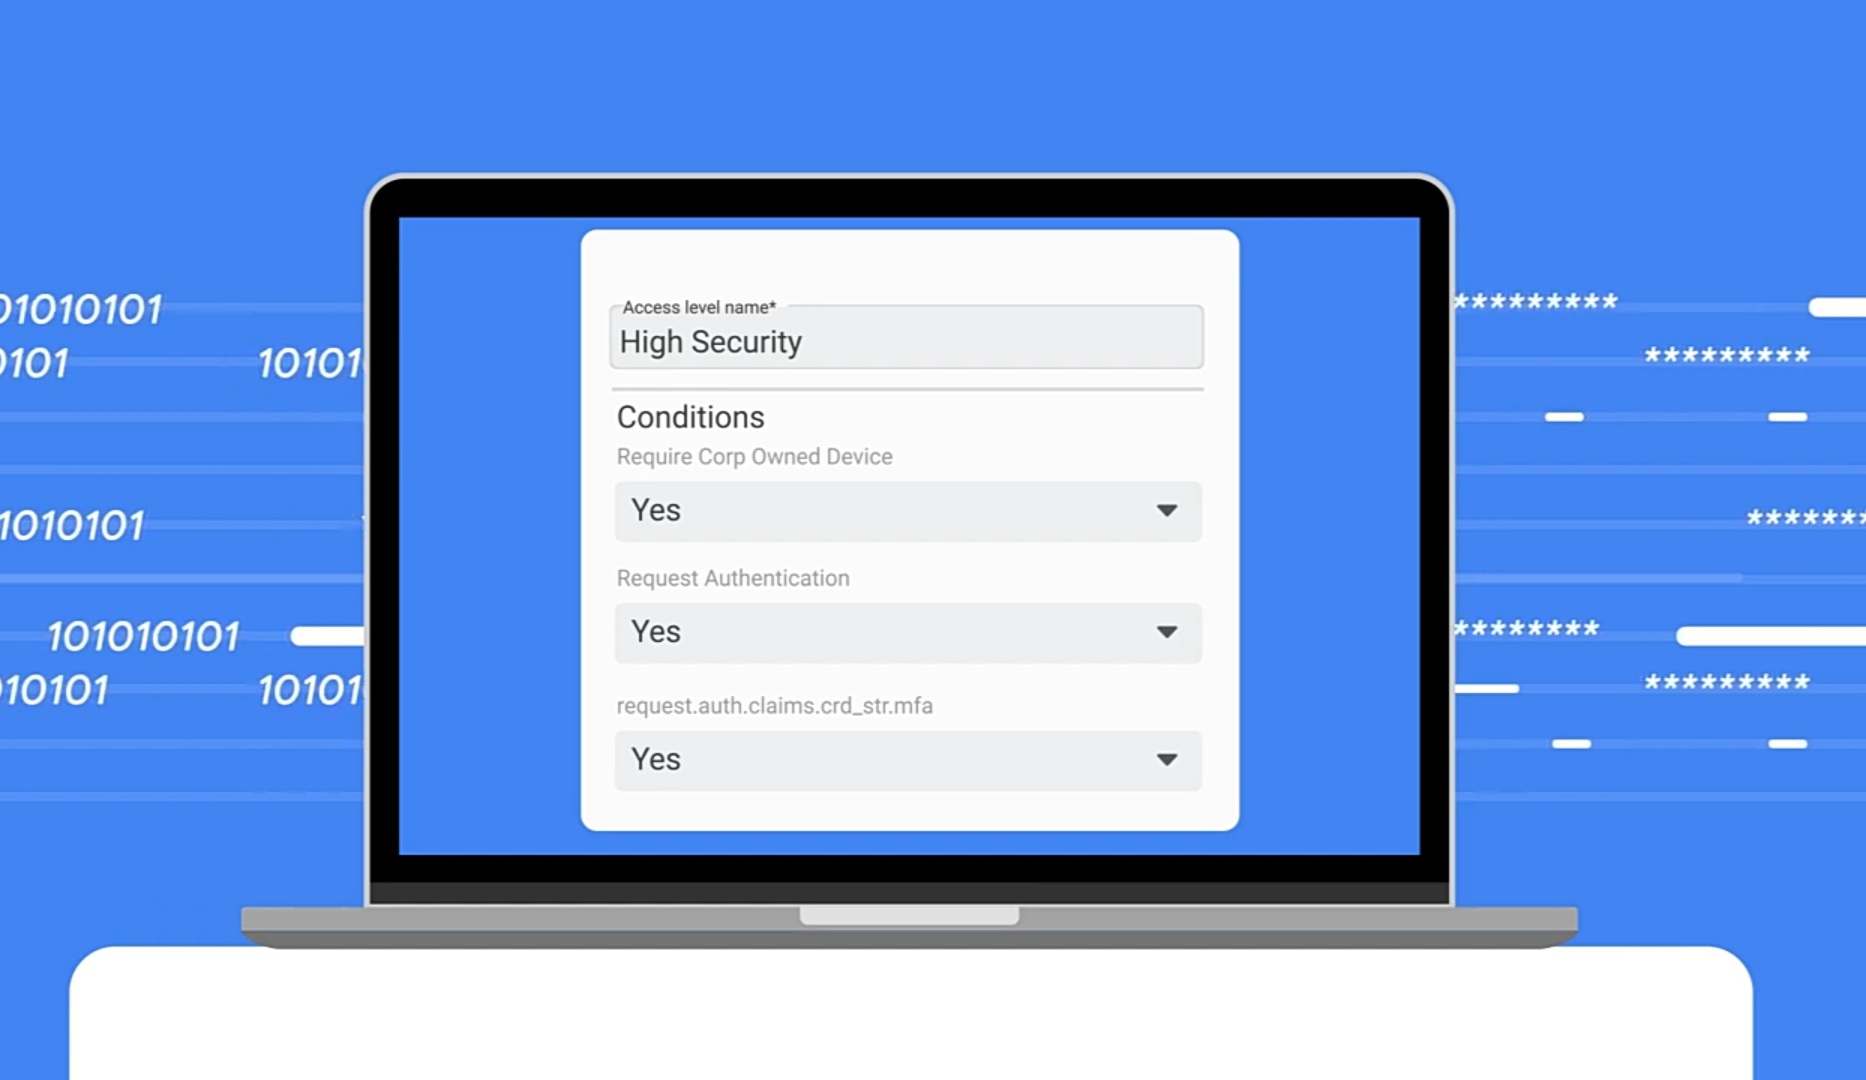 01010101
0101
10101
1010101
101010101
10101
10101
Access level name*
High Security
Conditions
Require Corp Owned Device
Yes
Request Authentication
Yes
request.auth.claims.crd_str.mfa
Yes
*********
*********
*******
********
*********